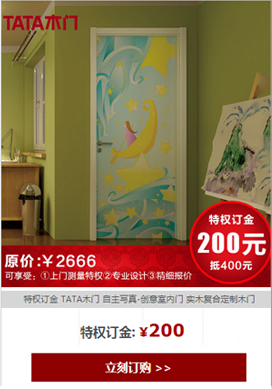 TATA木门
特权订金
200元
抵400元
原价:￥2666
可享受: ①上门测量特权②专业设计③精细报价
特权订金 TATA木门 自主写真-创意室内门 实木复合定制木门
特权订金: ¥200
立刻订购 >>